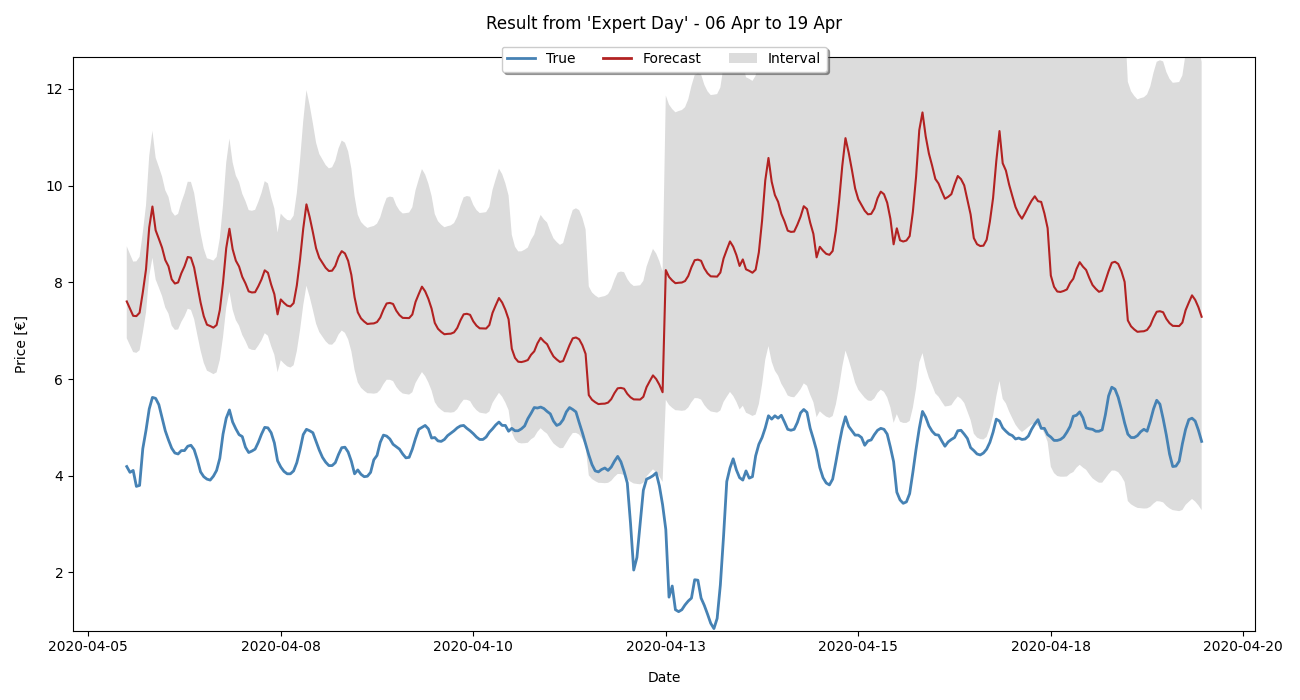 Result from 'Expert Day' - 06 Apr to 19 Apr
True Forecast Interval
12
10
8
6
4
2
Price [€]
2020-04-05 2020-04-08 2020-04-10 2020-04-13 2020-04-15 2020-04-18 2020-04-20
Date